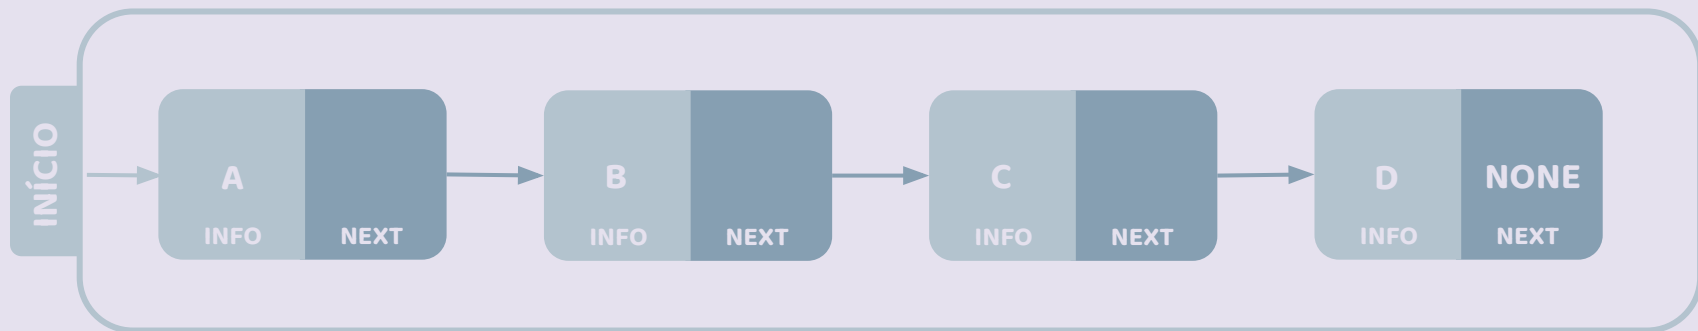 INÍCIO
A
INFO
NEXT
B
INFO
NEXT
C
INFO
NEXT
D
INFO
NONE
NEXT